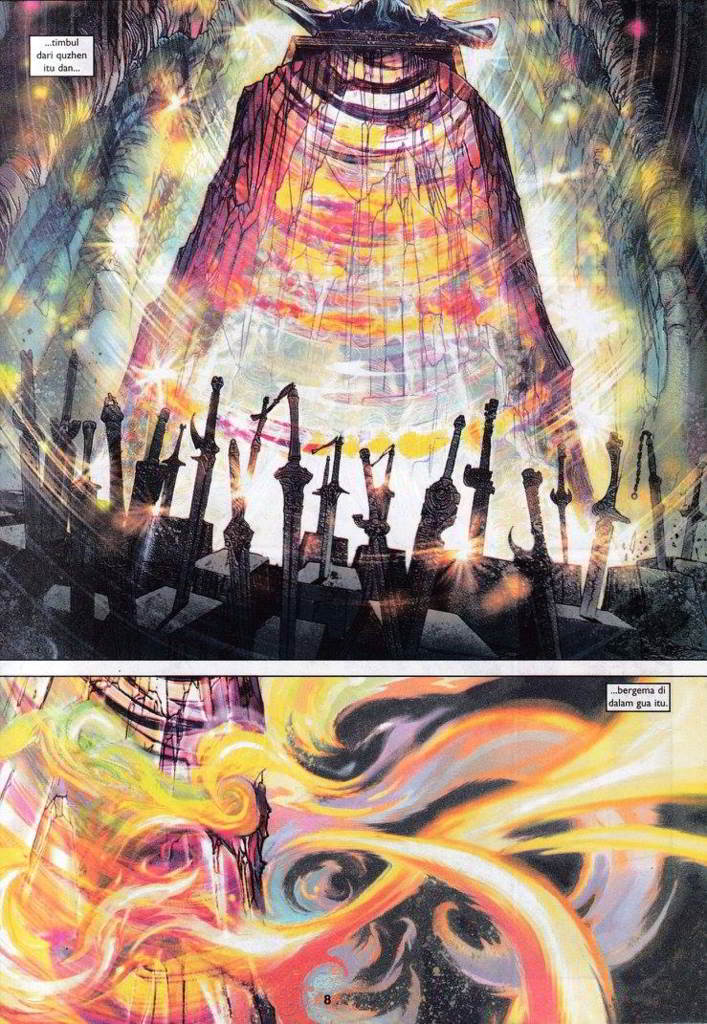 ...timbul
dari quzhen
itu dan...
...bergema di
dalam gua itu.
8